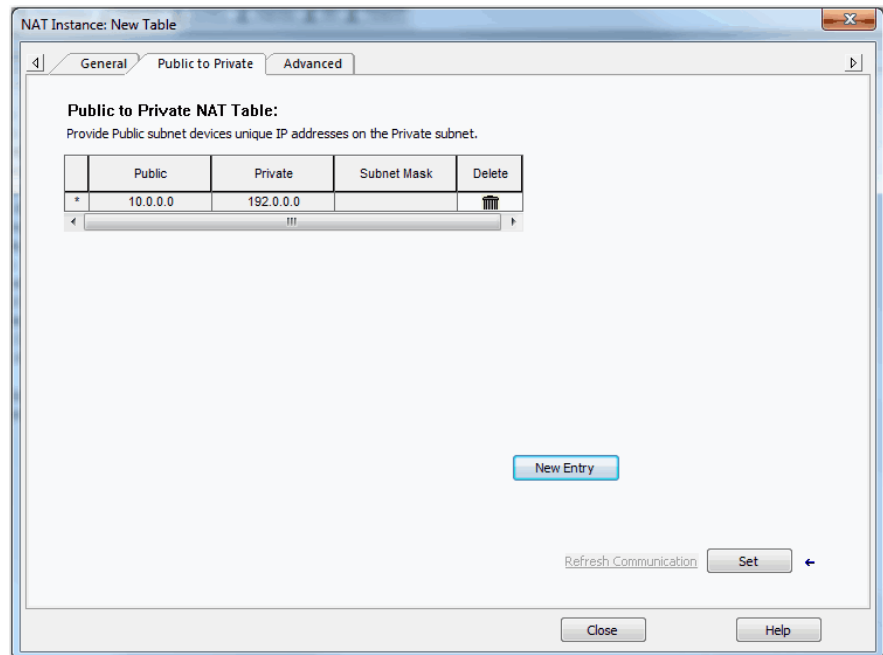 NAT Instance: New Table
General Public to Private Advanced
Public to Private NAT Table:
Provide Public subnet devices unique IP addresses on the Private subnet.
Public Private Subnet Mask Delete
* 10.0.0.0 192.0.0.0
New Entry
Refresh Communication Set
Close Help